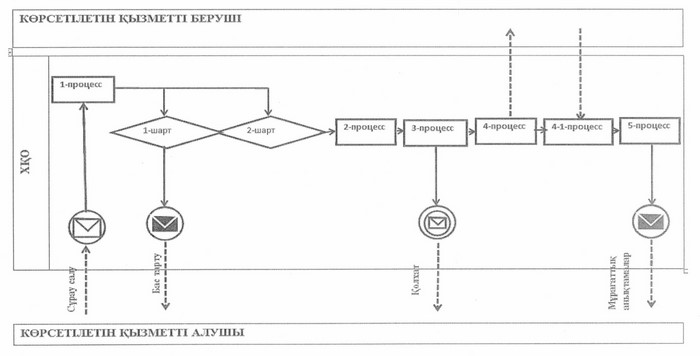 КӨРСЕТІЛЕТІН ҚЫЗМЕТТІ БЕРУШІ
ХҚО
1-процесс
1-шарт
2-шарт
2-процесс
3-процесс
4-процесс
4-1-процесс
5-процесс
Сұрау салу
Бас тарту
Қолхат
Мұрағаттық
анықтамалар
КӨРСЕТІЛЕТІН ҚЫЗМЕТТІ АЛУШЫ